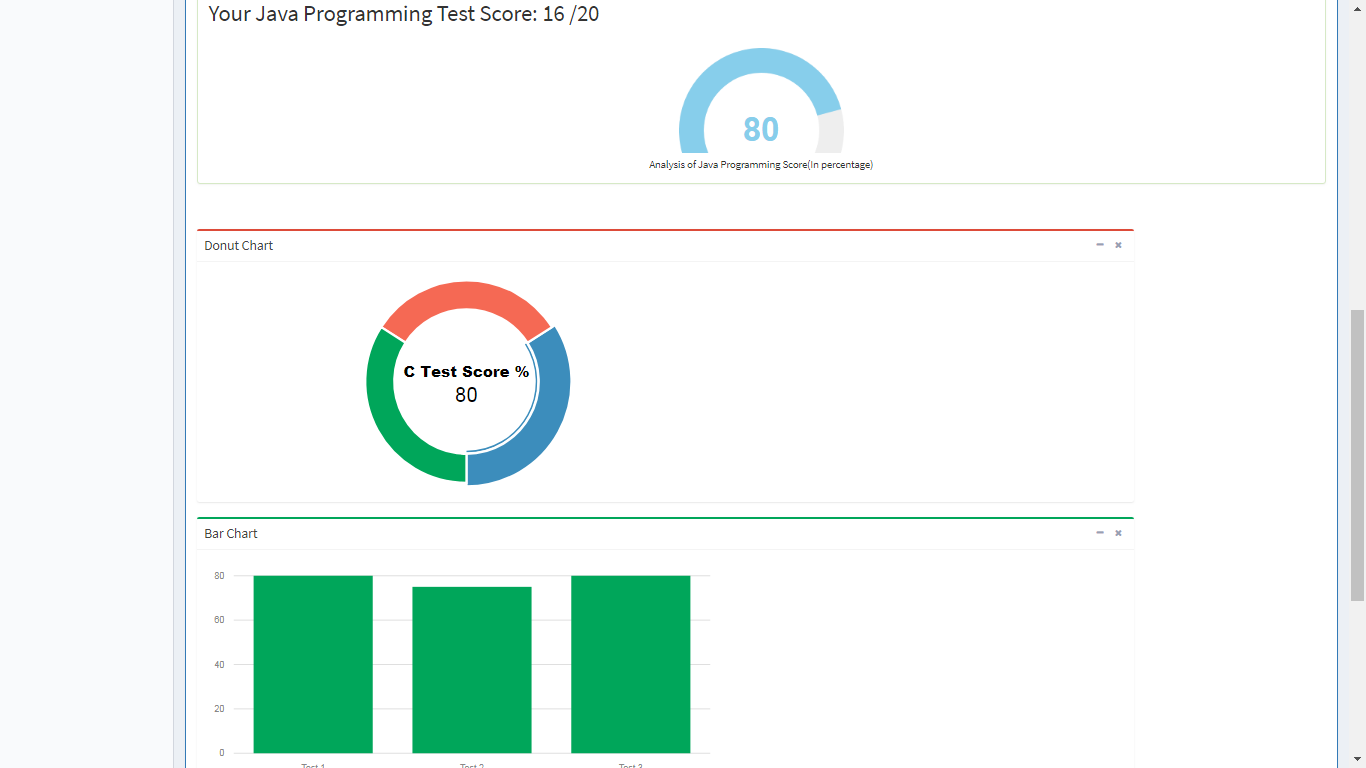 Your Java Programming Test Score: 16 /20
80
Analysis of Java Programming Score(In percentage)
Donut Chart
C Test Score %
80
Bar Chart
80
60
40
20
0
Test 1 Test 2 Test 3